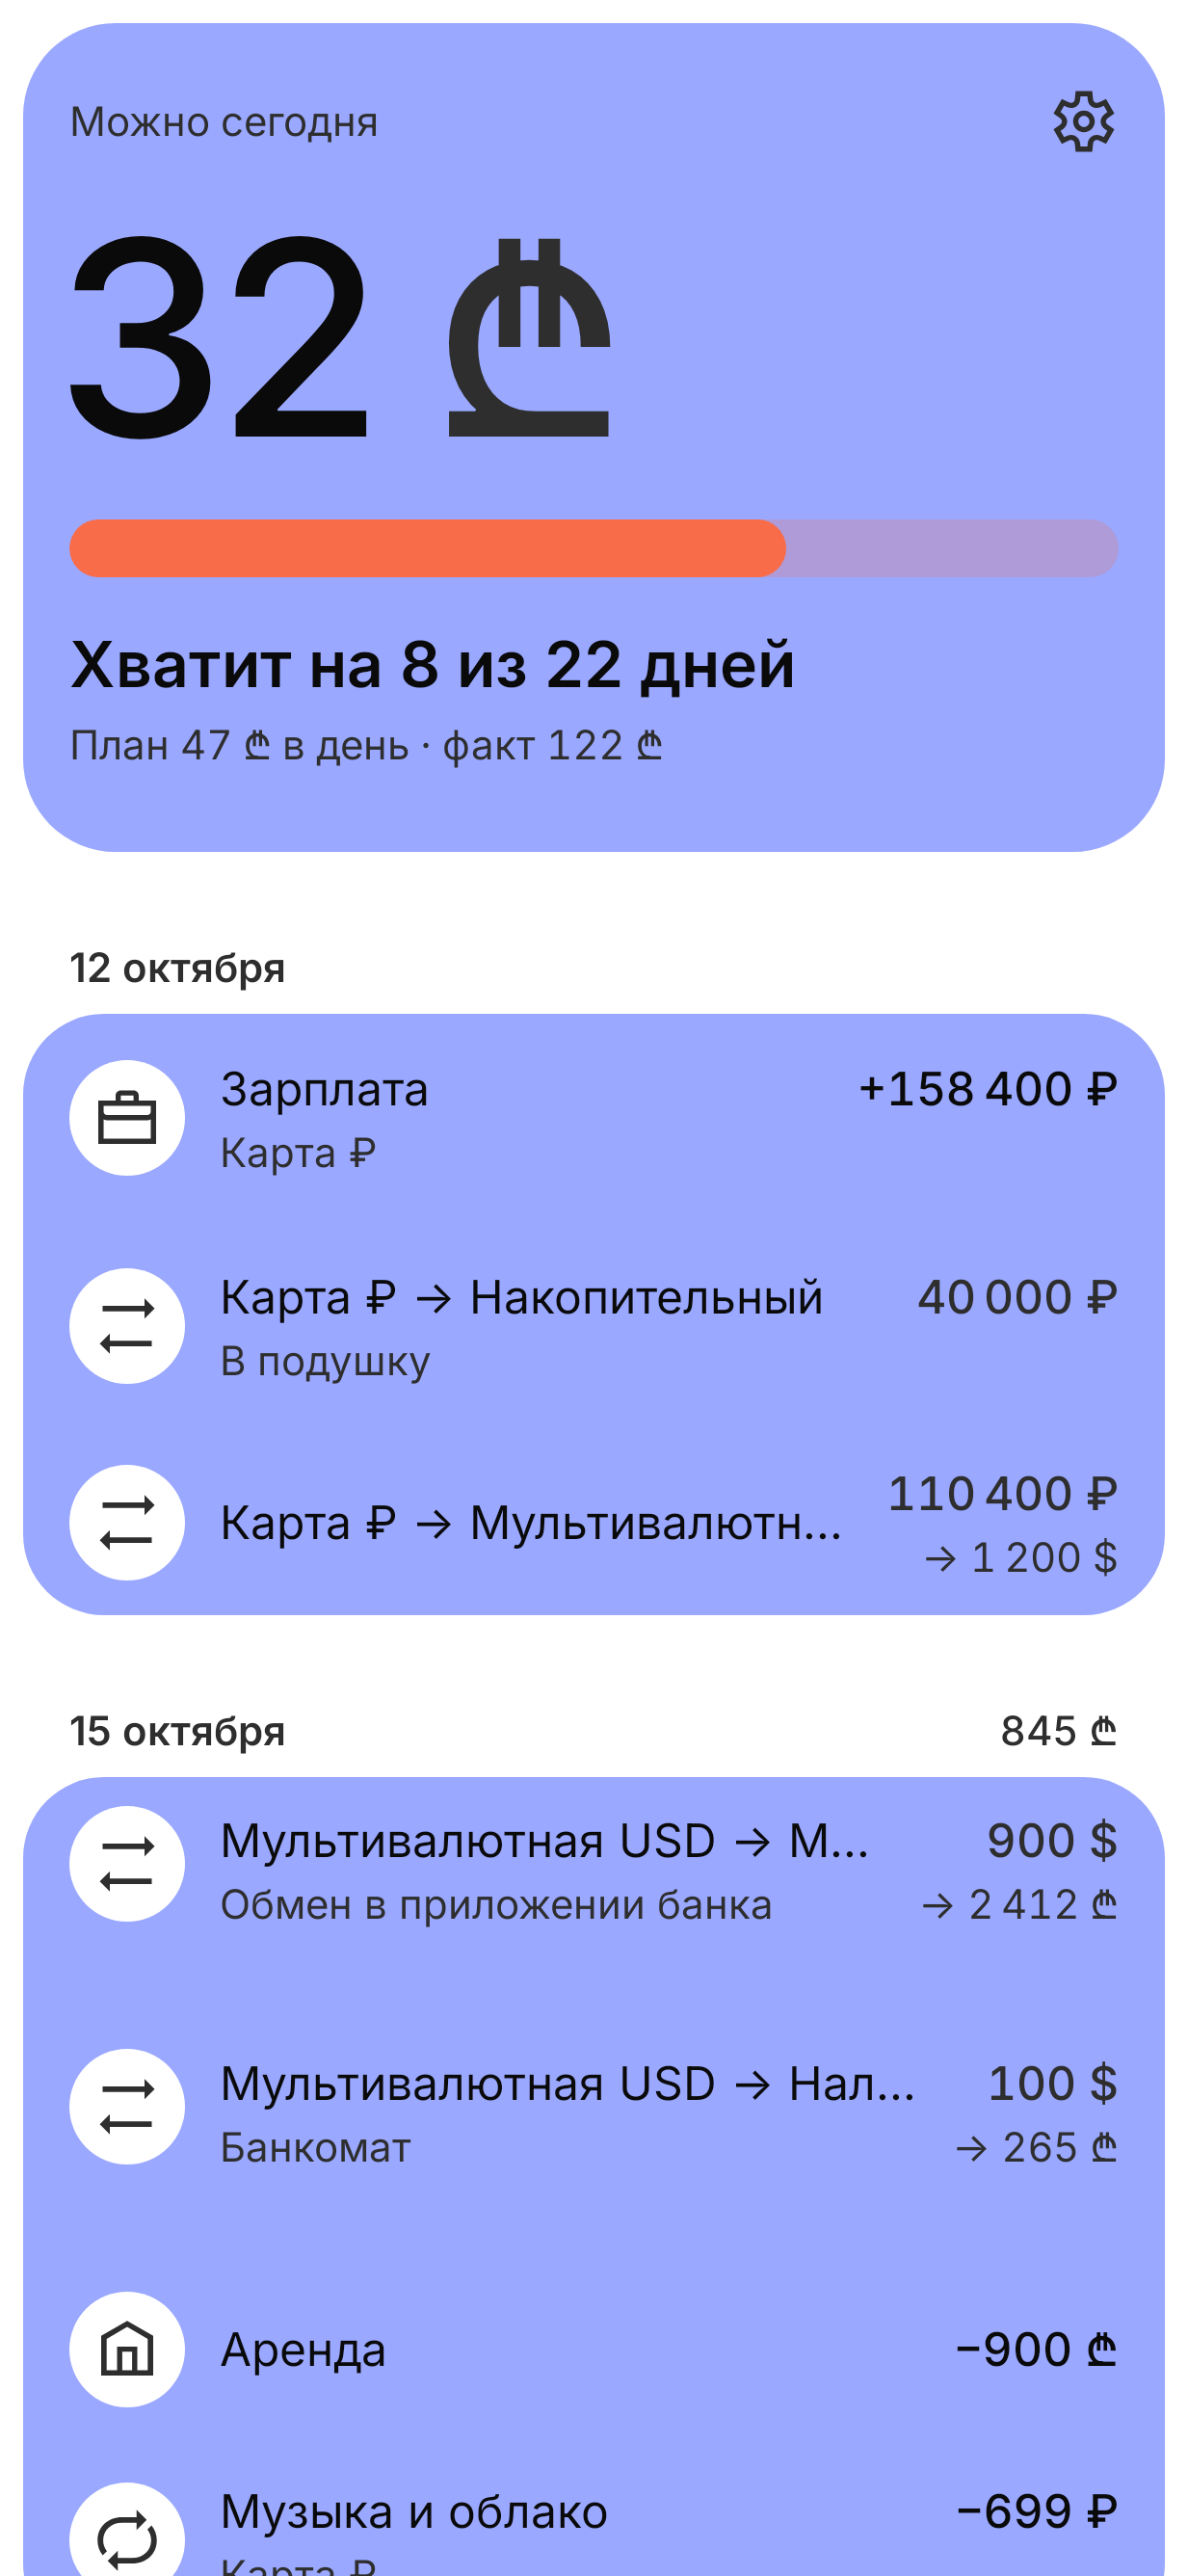 Можно сегодня
32 ₾
Хватит на 8 из 22 дней
План 47 ₾ в день · факт 122 ₾
12 октября
Зарплата +158 400 ₽
Карта ₽
Карта ₽ → Накопительный 40 000 ₽
В подушку
Карта ₽ → Мультивалютн... 110 400 ₽
→ 1 200 $
15 октября 845 ₾
Мультивалютная USD → М... 900 $
Обмен в приложении банка → 2 412 ₾
Мультивалютная USD → Нал... 100 $
Банкомат → 265 ₾
Аренда −900 ₾
Музыка и облако −699 ₽
Карта ₽